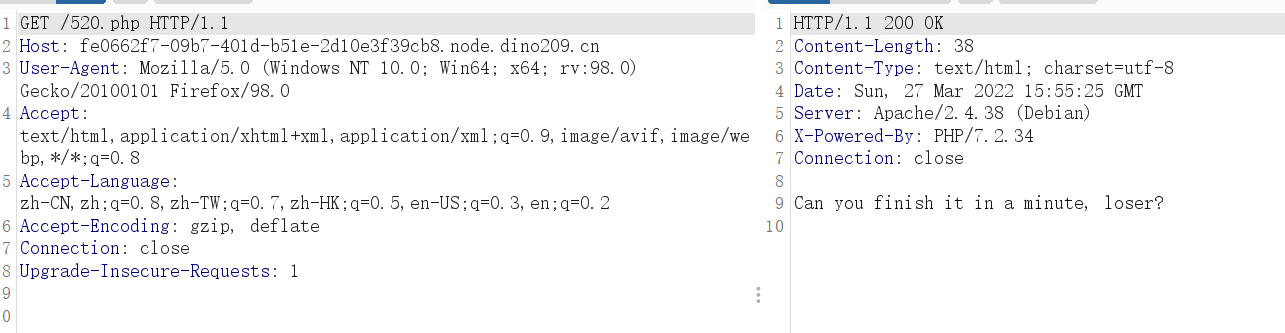 1 GET /520.php HTTP/1.1
2 Host: fe0662f7-09b7-401d-b51e-2d10e3f39cb8.node.dino209.cn
3 User-Agent: Mozilla/5.0 (Windows NT 10.0; Win64; x64; rv:98.0)
Gecko/20100101 Firefox/98.0
4 Accept:
text/html,application/xhtml+xml,application/xml;q=0.9,image/avif,image/we
bp,*/*;q=0.8
5 Accept-Language:
zh-CN,zh;q=0.8,zh-TW;q=0.7,zh-HK;q=0.5,en-US;q=0.3,en;q=0.2
6 Accept-Encoding: gzip, deflate
7 Connection: close
8 Upgrade-Insecure-Requests: 1
9
0
1 HTTP/1.1 200 OK
2 Content-Length: 38
3 Content-Type: text/html; charset=utf-8
4 Date: Sun, 27 Mar 2022 15:55:25 GMT
5 Server: Apache/2.4.38 (Debian)
6 X-Powered-By: PHP/7.2.34
7 Connection: close
8
9 Can you finish it in a minute, loser?
10